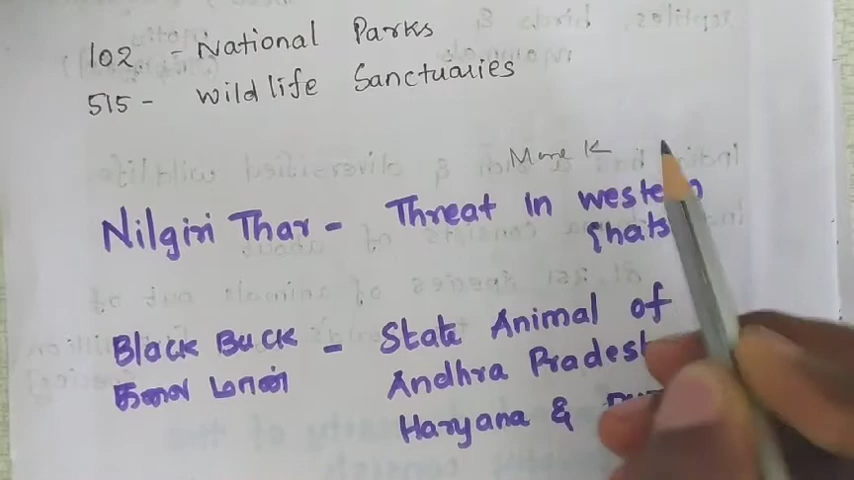 102 - National Parks
515 - wildlife Sanctuaries
Nilgiri Thar - Threat in western
ghats
Black Buck - State Animal of
கலை மான் Andhra Pradesh
Haryana &